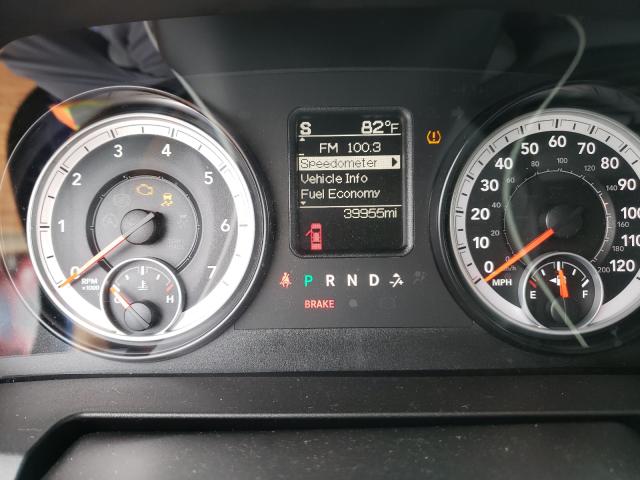 S 82°F
FM 100.3
Speedometer
Vehicle Info
Fuel Economy
39955mi
P R N D
BRAKE
0 1 2 3 4 5 6 7
RPM
x1000
C H
0 10 20 30 40 50 60 70 80 90 100 110 120
MPH
E F